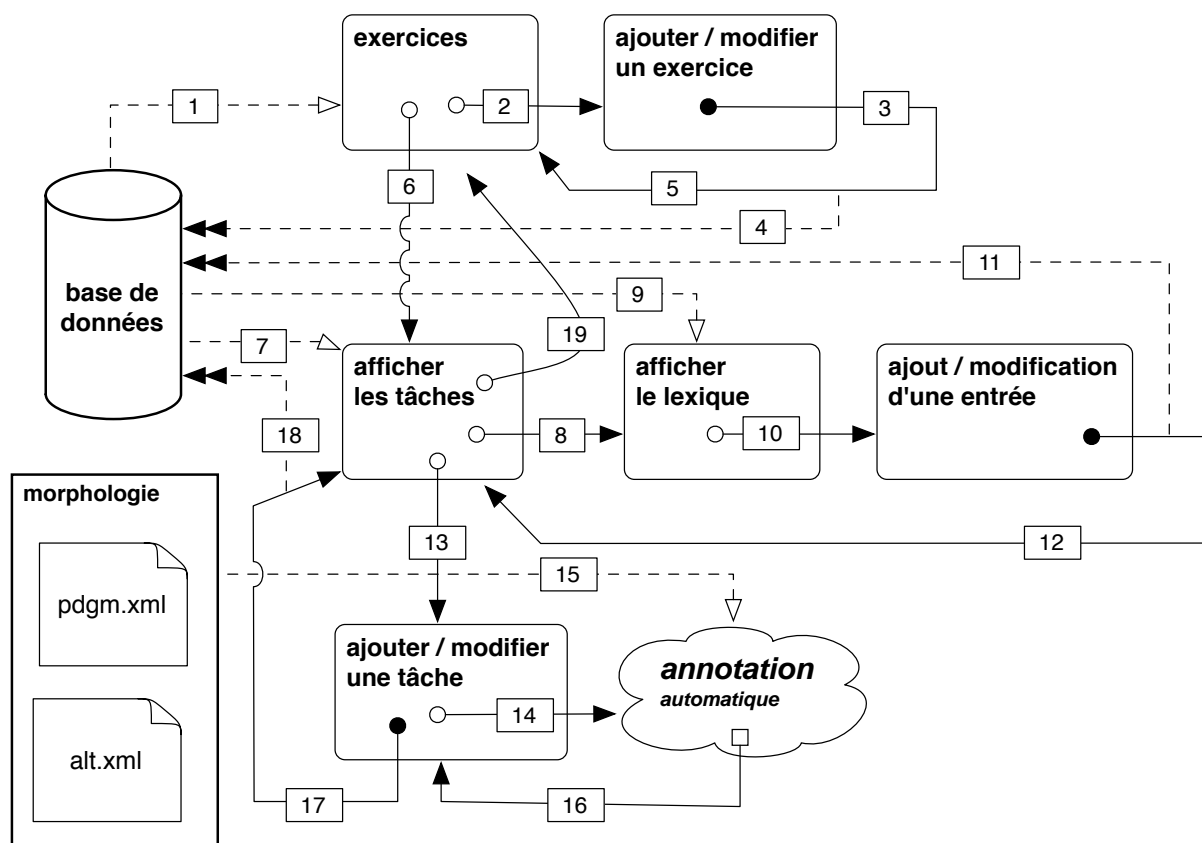 exercices
ajouter / modifier
un exercice
1
2
3
6
5
4
11
base de
données
9
7
19
afficher
les tâches
afficher
le lexique
ajout / modification
d'une entrée
8
10
18
morphologie
13
12
15
pdgm.xml
ajouter / modifier
une tâche
annotation
automatique
14
alt.xml
17
16